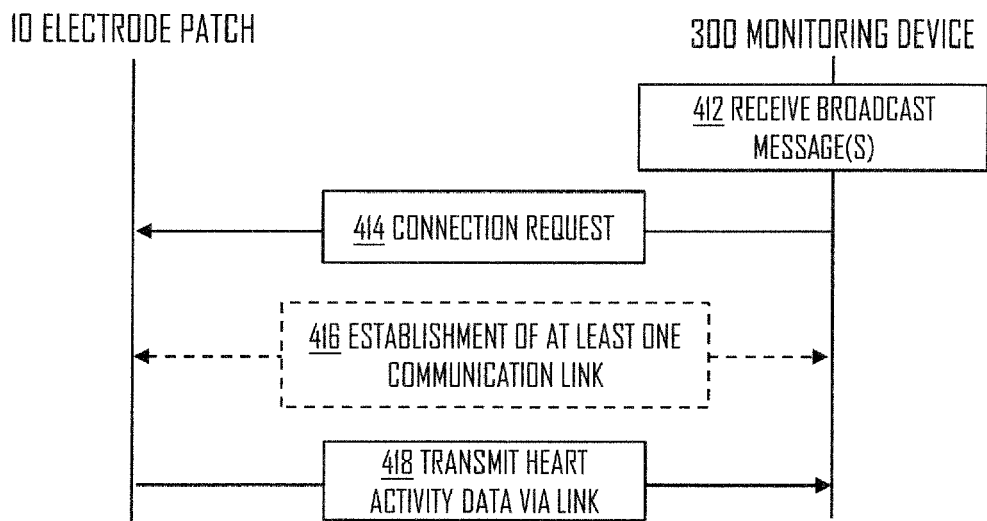 10 ELECTRODE PATCH
300 MONITORING DEVICE
412 RECEIVE BROADCAST
MESSAGE(S)
414 CONNECTION REQUEST
416 ESTABLISHMENT OF AT LEAST ONE
COMMUNICATION LINK
418 TRANSMIT HEART
ACTIVITY DATA VIA LINK